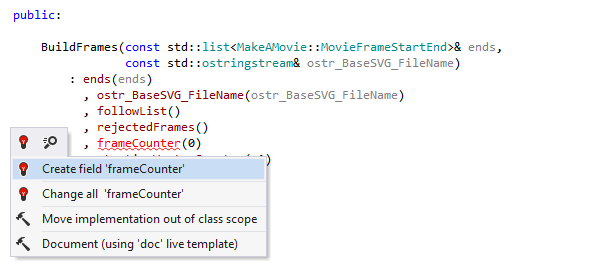 public:
BuildFrames(const std::list<MakeAMovie::MovieFrameStartEnd>& ends,
const std::ostringstream& ostr_BaseSVG_FileName)
: ends(ends)
, ostr_BaseSVG_FileName(ostr_BaseSVG_FileName)
, followList()
, rejectedFrames()
, frameCounter(0)
Create field 'frameCounter'
Change all 'frameCounter'
Move implementation out of class scope
Document (using 'doc' live template)